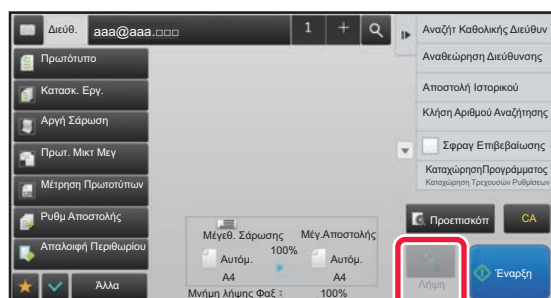 Διεύθ. aaa@aaa.□□□ 1 +
Αναζήτ Καθολικής Διεύθυν
Πρωτότυπο
Αναθεώρηση Διεύθυνσης
Κατασκ. Εργ.
Αποστολή Ιστορικού
Αργή Σάρωση
Κλήση Αριθμού Αναζήτησης
Πρωτ. Μικτ Μεγ
Σφραγ Επιβεβαίωσης
Μέτρηση Πρωτοτύπων
ΚαταχώρησηΠρογράμματος
Καταχώρηση Τρεχουσών Ρυθμίσεων
Ρυθμ Αποστολής
Προεπισκόπ CA
Μέγεθ. Σάρωσης Μέγ.Αποστολής
Απαλοιφή Περιθωρίου
100%
Αυτόμ. Αυτόμ.
A4 A4
Άλλα
Λήψη Έναρξη
Μνήμη λήψης Φαξ : 100%